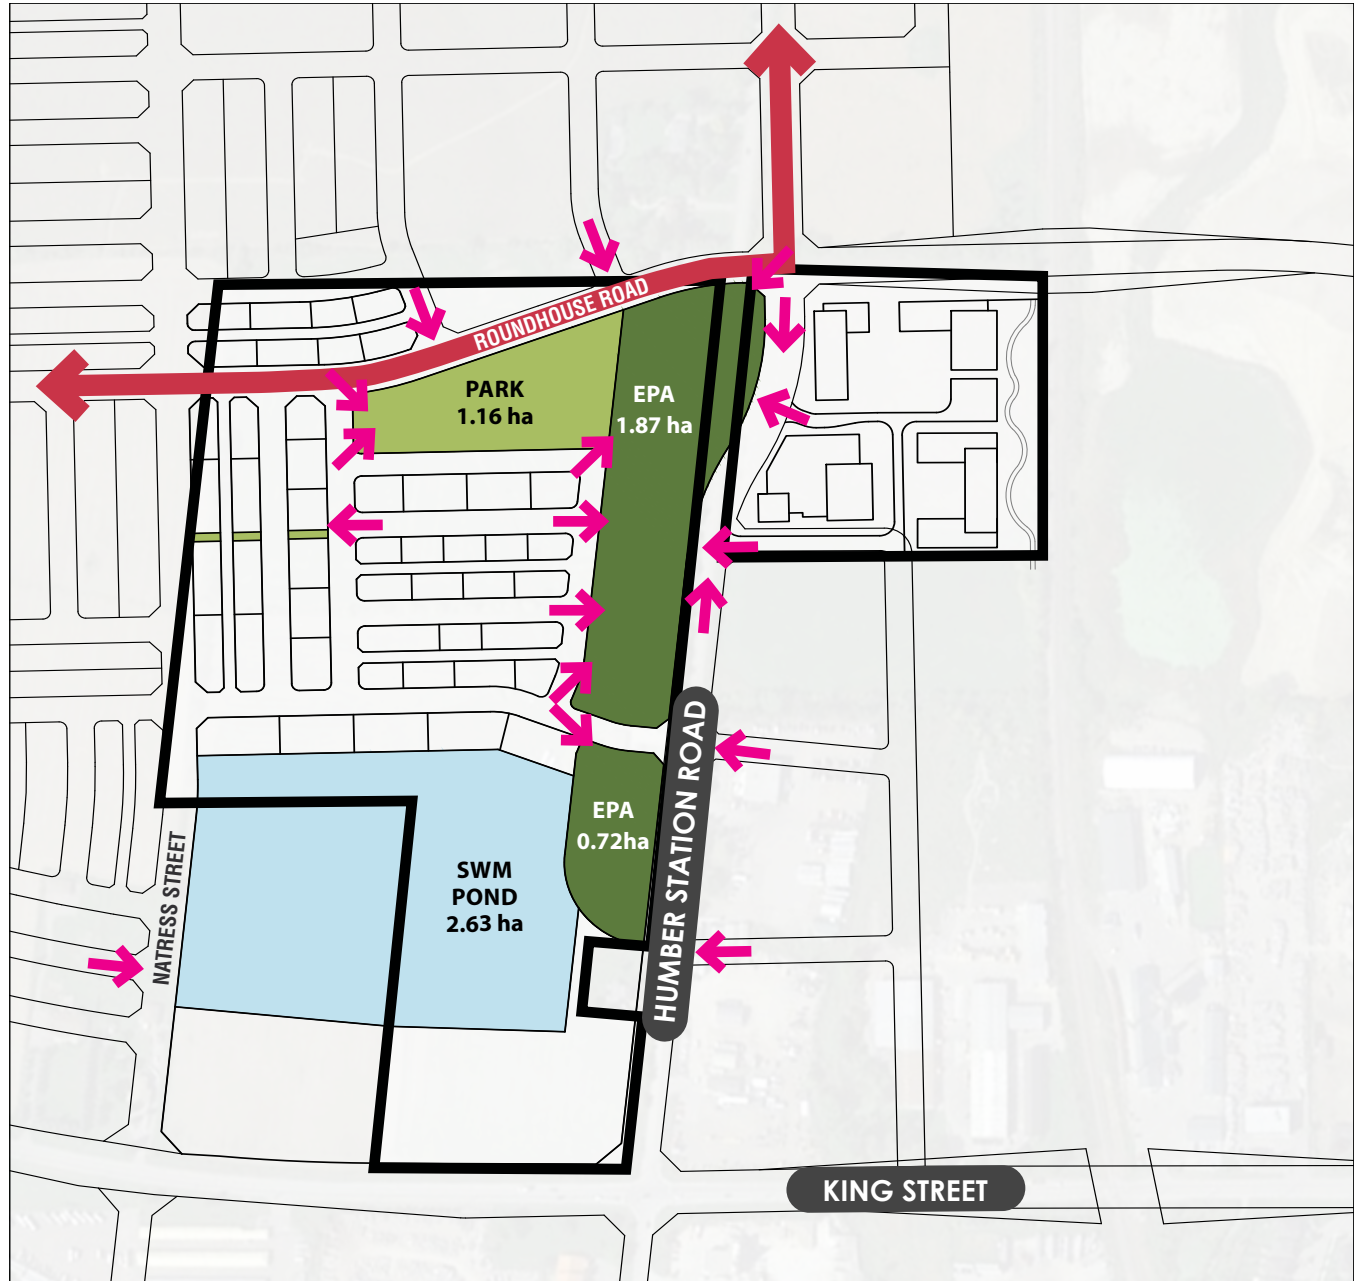 ROUNDHOUSE ROAD
PARK
1.16 ha
EPA
1.87 ha
EPA
0.72ha
SWM
POND
2.63 ha
NATRESS STREET
HUMBER STATION ROAD
KING STREET